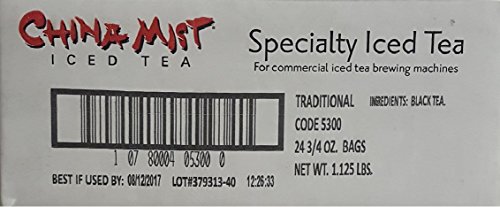 CHINA MIST®
ICED TEA
Specialty Iced Tea
For commercial iced tea brewing machines
TRADITIONAL INGREDIENTS: BLACK TEA.
CODE 5300
24 3/4 OZ. BAGS
NET WT. 1.125 LBS.
1 07 80004 05300 0
BEST IF USED BY: 08/12/2017 LOT#379313-40 12:26:33